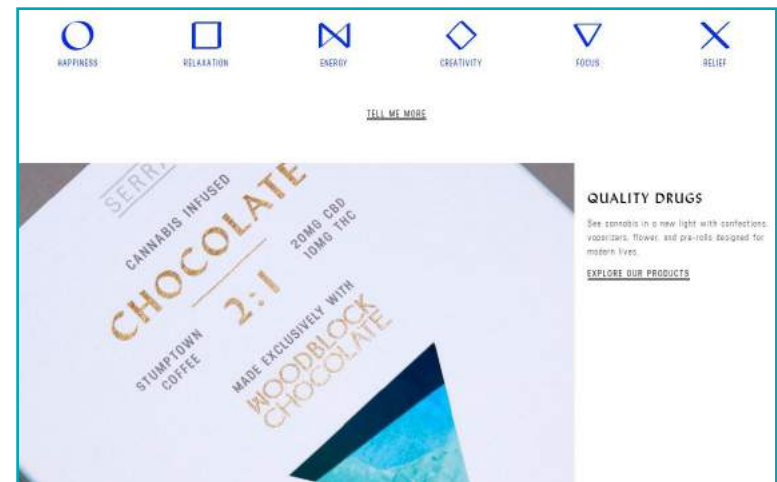 HAPPINESS
RELAXATION
ENERGY
CREATIVITY
FOCUS
RELIEF
TELL ME MORE
SERRA
CANNABIS INFUSED
CHOCOLATE
2:1
20MG CBD
10MG THC
STUMPTOWN
COFFEE
MADE EXCLUSIVELY WITH
WOODBLOCK
CHOCOLATE
QUALITY DRUGS
See cannabis in a new light with confections,
vaporizers, flower, and pre-rolls designed for
modern lives.
EXPLORE OUR PRODUCTS